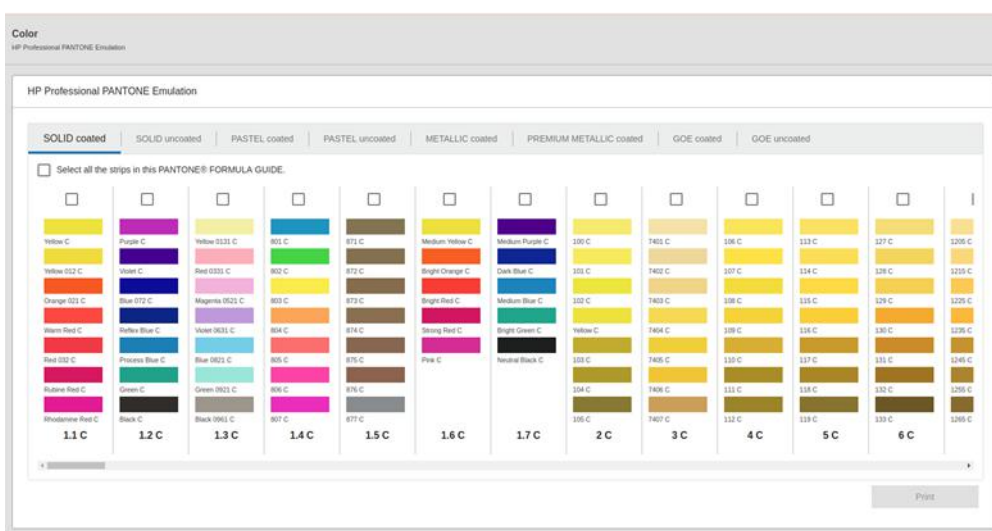 Color
HP Professional PANTONE Emulation
HP Professional PANTONE Emulation
SOLID coated SOLID uncoated PASTEL coated PASTEL uncoated METALLIC coated PREMIUM METALLIC coated GOE coated GOE uncoated
Select all the strips in this PANTONE® FORMULA GUIDE.
Yellow C Purple C Yellow 0131 C 801 C 871 C Medium Yellow C Medium Purple C 100 C 7401 C 106 C 113 C 127 C 1205 C
Yellow 012 C Violet C Red 0331 C 802 C 872 C Bright Orange C Dark Blue C 101 C 7402 C 107 C 114 C 128 C 1215 C
Orange 021 C Blue 072 C Magenta 0521 C 803 C 873 C Bright Red C Medium Blue C 102 C 7403 C 108 C 115 C 129 C 1225 C
Warm Red C Reflex Blue C Violet 0631 C 804 C 874 C Strong Red C Bright Green C Yellow C 7404 C 109 C 116 C 130 C 1235 C
Red 032 C Process Blue C Blue 0821 C 805 C 875 C Pink C Neutral Black C 103 C 7405 C 110 C 117 C 131 C 1245 C
Rubine Red C Green C Green 0921 C 806 C 876 C 104 C 7406 C 111 C 118 C 132 C 1255 C
Rhodamine Red C Black C Black 0961 C 807 C 877 C 105 C 7407 C 112 C 119 C 133 C 1265 C
1.1 C 1.2 C 1.3 C 1.4 C 1.5 C 1.6 C 1.7 C 2 C 3 C 4 C 5 C 6 C
Print